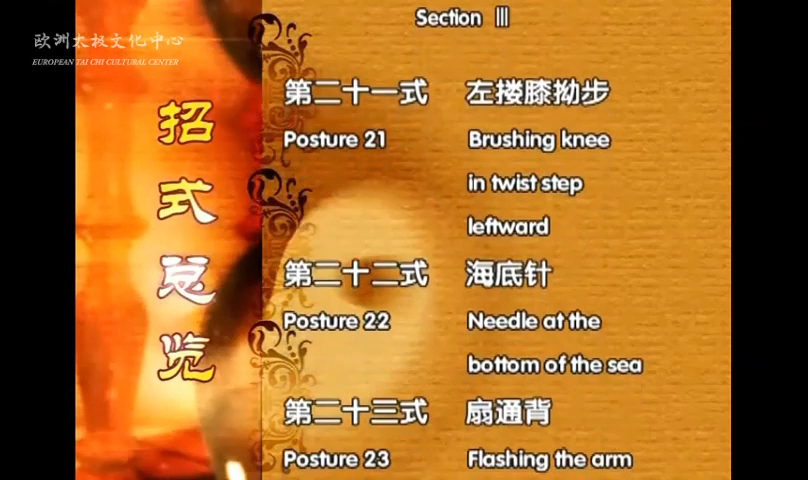 欧洲太极文化中心
EUROPEAN TAI CHI CULTURAL CENTER
招式总览
Section III
第二十一式 左搂膝拗步
Posture 21 Brushing knee
in twist step
leftward
第二十二式 海底针
Posture 22 Needle at the
bottom of the sea
第二十三式 扇通背
Posture 23 Flashing the arm